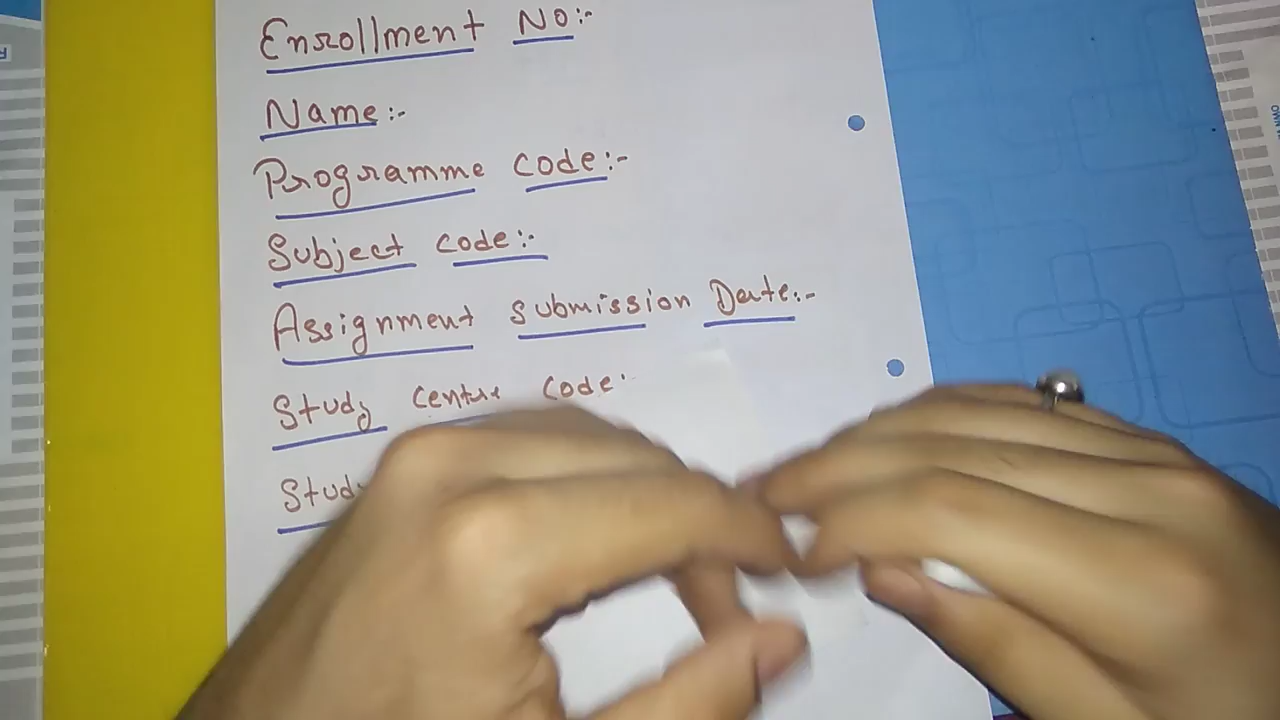 Enrollment No:-
Name:-
Programme code:-
Subject code:-
Assignment submission Date:-
Study centre code: